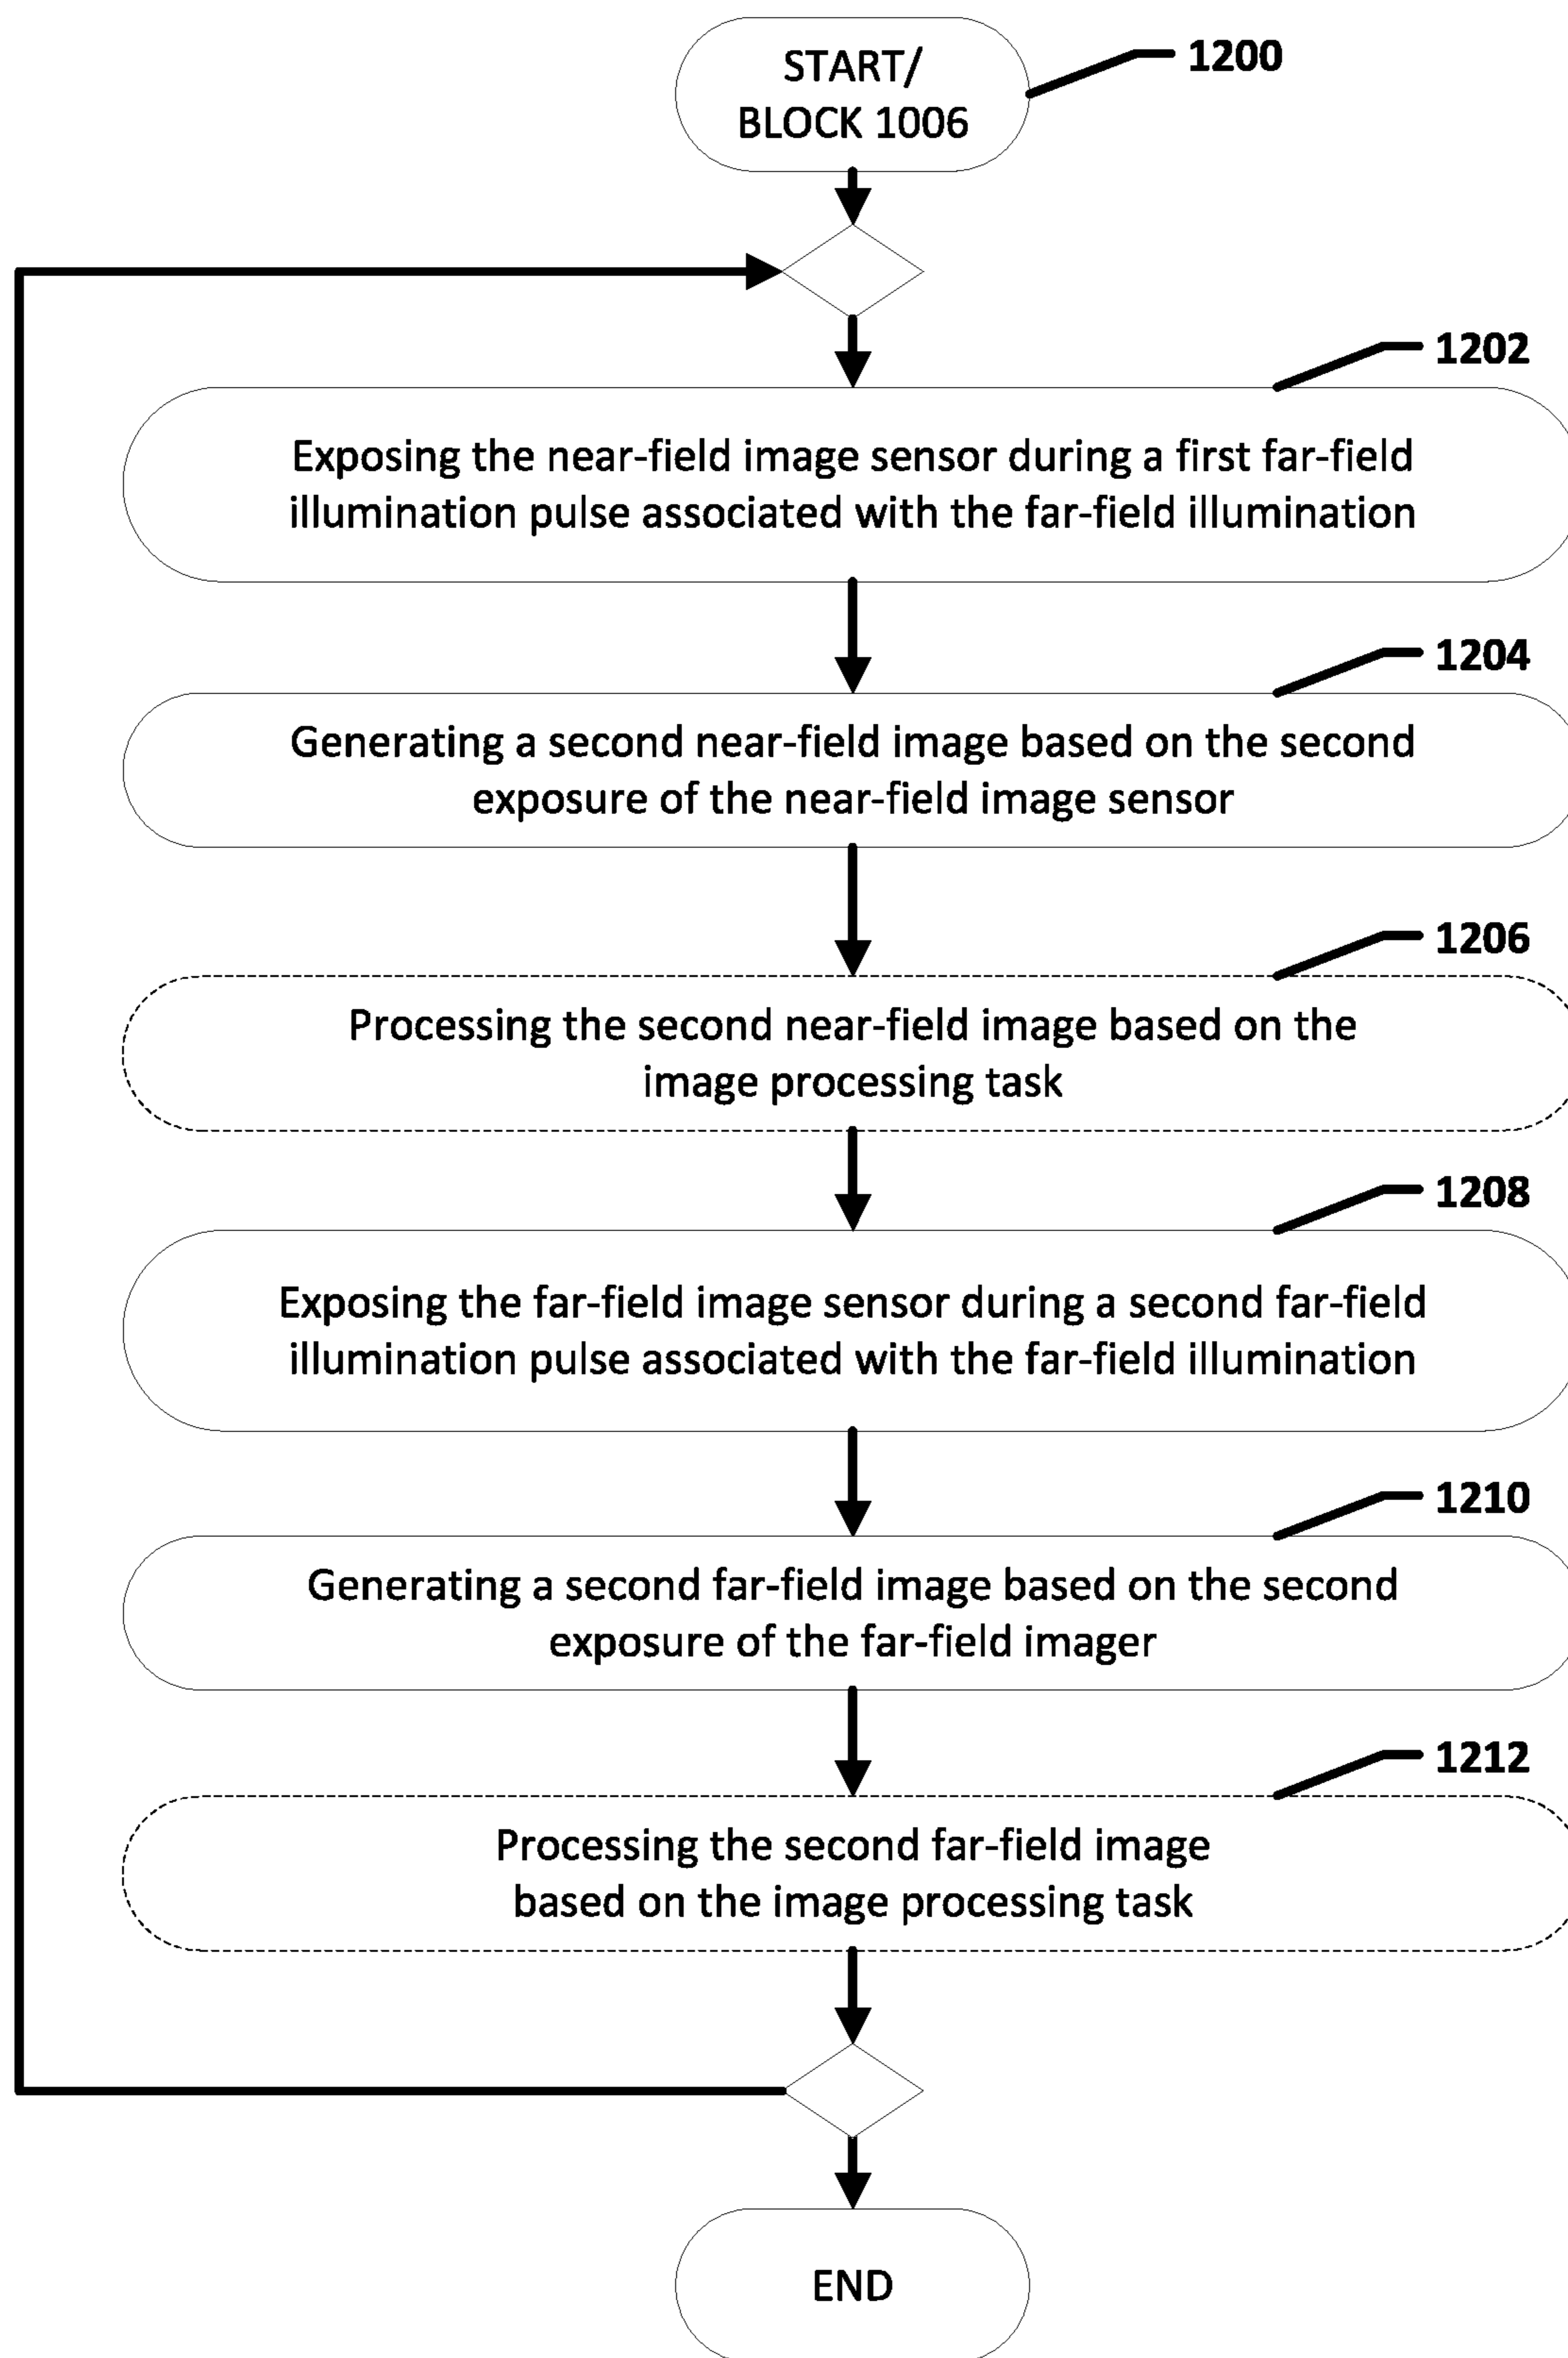 START/
BLOCK 1006
1200
1202
Exposing the near-field image sensor during a first far-field
illumination pulse associated with the far-field illumination
1204
Generating a second near-field image based on the second
exposure of the near-field image sensor
1206
Processing the second near-field image based on the
image processing task
1208
Exposing the far-field image sensor during a second far-field
illumination pulse associated with the far-field illumination
1210
Generating a second far-field image based on the second
exposure of the far-field imager
1212
Processing the second far-field image
based on the image processing task
END